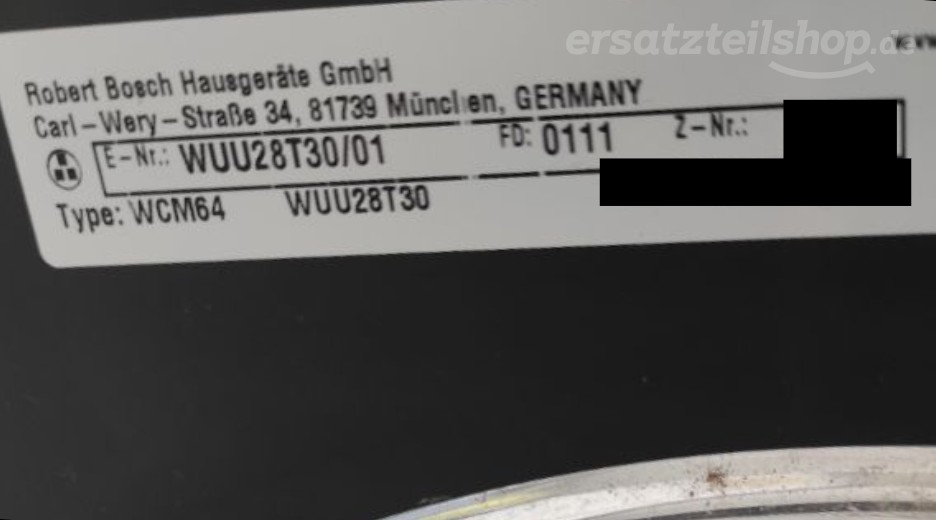 ersatzteilshop.de
Robert Bosch Hausgeräte GmbH
Carl-Wery-Straße 34, 81739 München, GERMANY
E-Nr.: WUU28T30/01 FD: 0111 Z-Nr.:
Type: WCM64 WUU28T30